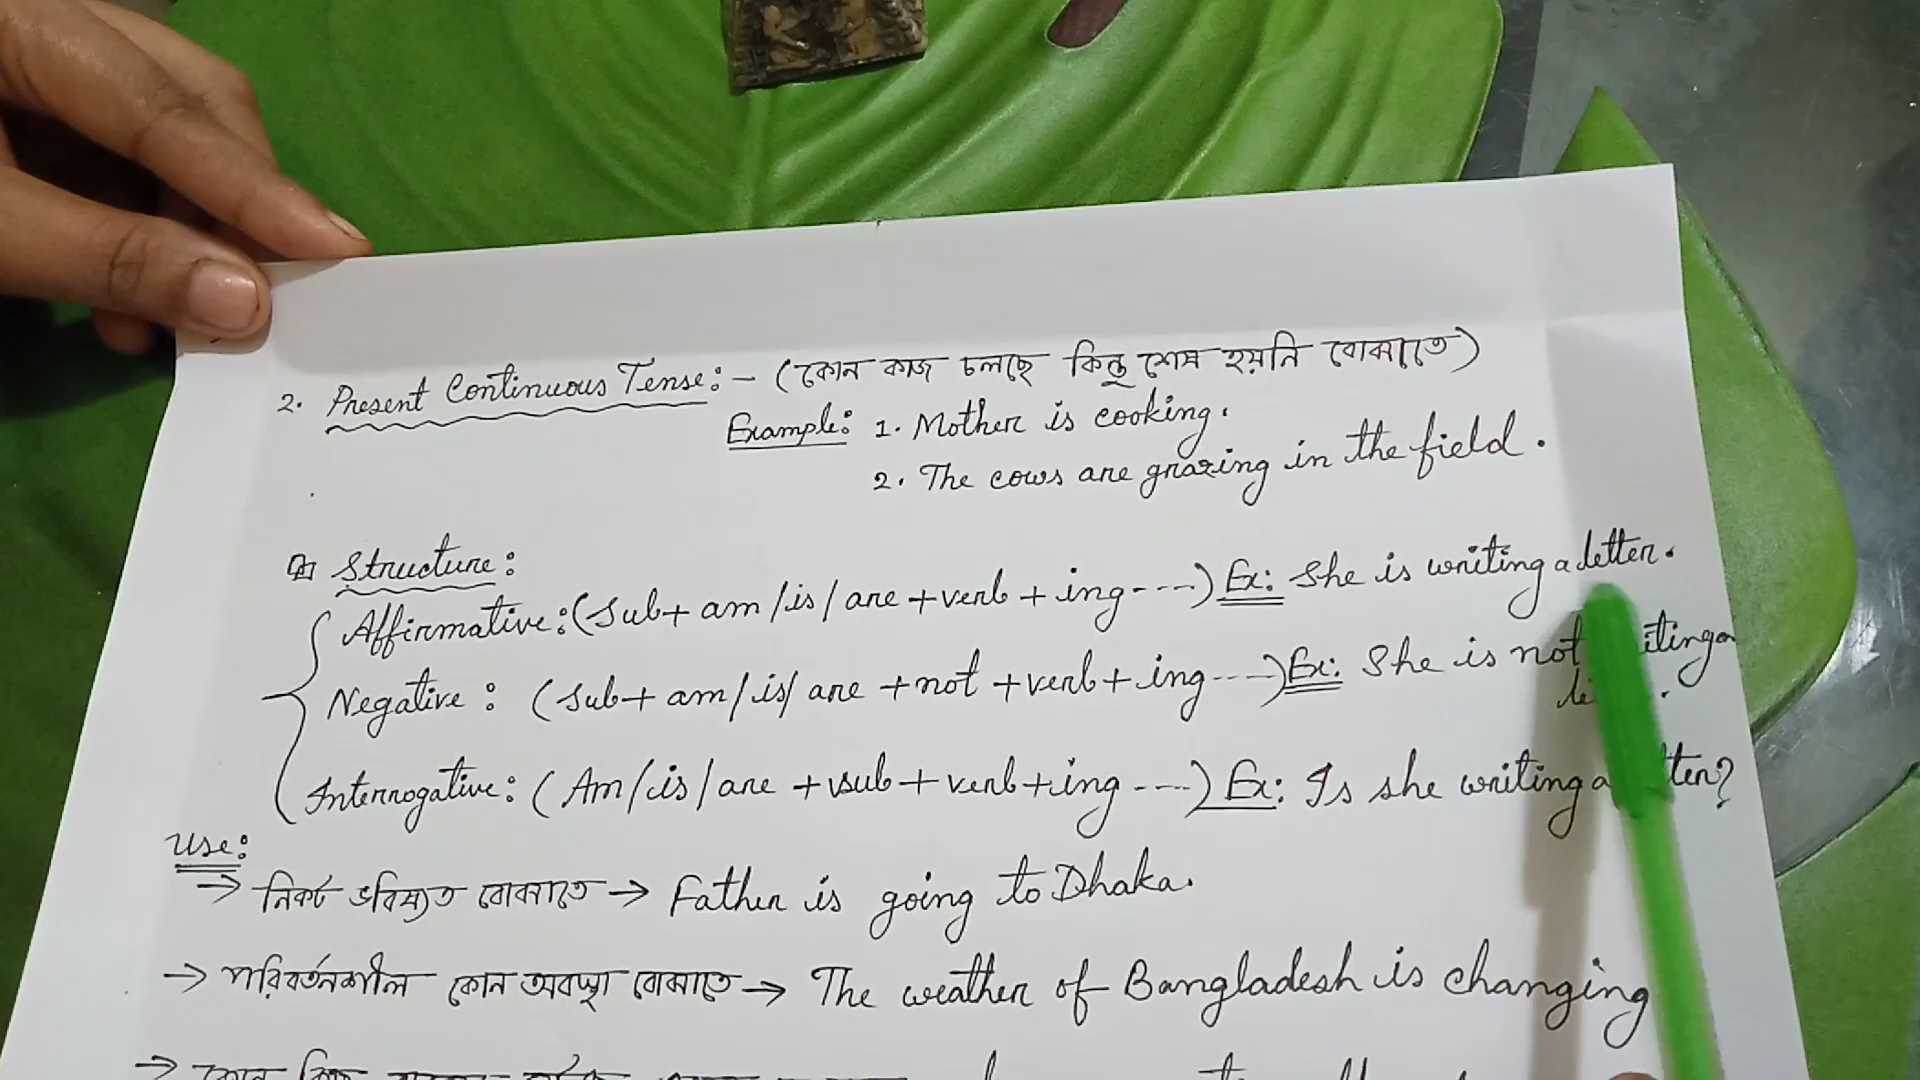 2. Present Continuous Tense:- (কোন কাজ চলছে কিন্তু শেষ হয়নি বোঝাতে)
Example: 1. Mother is cooking.
2. The cows are grazing in the field.
Structure:
Affirmative: (Sub+ am/is/are +verb + ing----) Ex: She is writing a letter.
Negative: (Sub+ am/is/are +not +verb+ing----) Ex: She is not
Interrogative: (Am/is/are +sub+verb+ing----) Ex: Is she writing a
Use:
→ নিকট ভবিষ্যত বোঝাতে → Father is going to Dhaka.
→ পরিবর্তনশীল কোন অবস্থা বোঝাতে → The weather of Bangladesh is changing